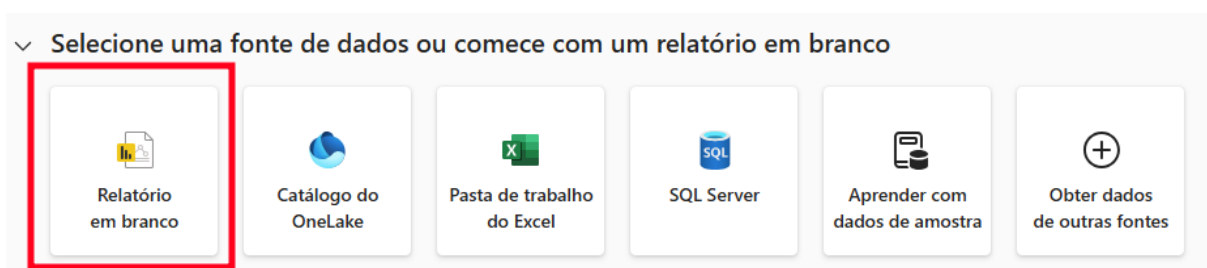 Selecione uma fonte de dados ou comece com um relatório em branco
Relatório
em branco
Catálogo do
OneLake
Pasta de trabalho
do Excel
SQL
SQL Server
Aprender com
dados de amostra
Obter dados
de outras fontes